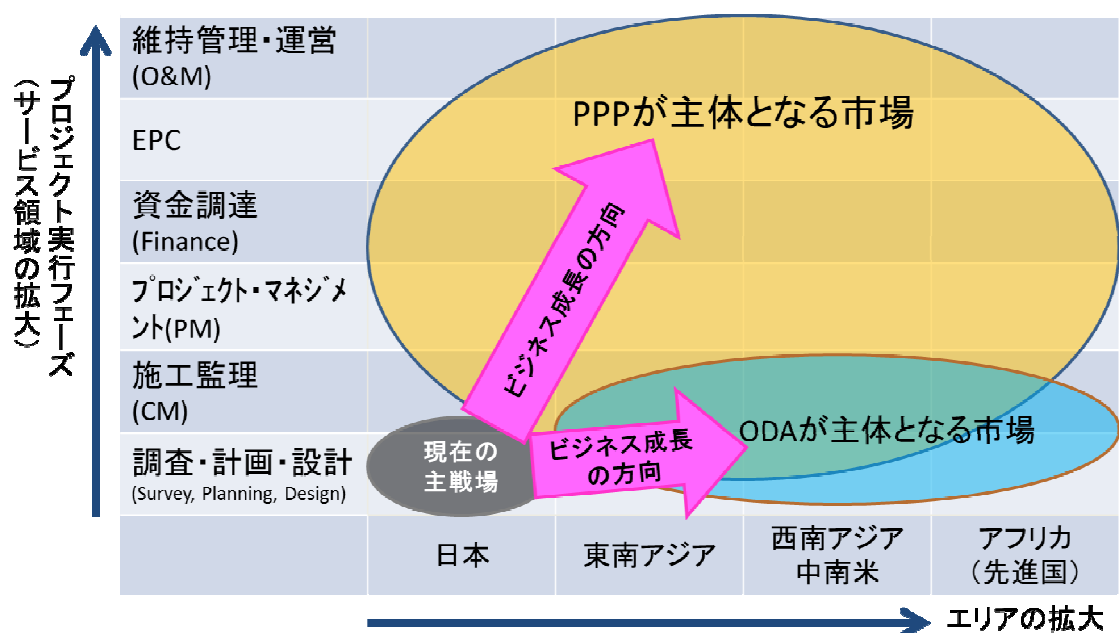 プロジェクト実行フェーズ
（サービス領域の拡大）
維持管理・運営
(O&M)
EPC
資金調達
(Finance)
ﾌﾟﾛｼﾞｪｸﾄ・ﾏﾈｼﾞﾒ
ﾝﾄ(PM)
施工監理
(CM)
調査・計画・設計
(Survey, Planning, Design)
PPPが主体となる市場
ビジネス成長の方向
ODAが主体となる市場
ビジネス成長
の方向
現在の
主戦場
日本
東南アジア
西南アジア
中南米
アフリカ
（先進国）
エリアの拡大